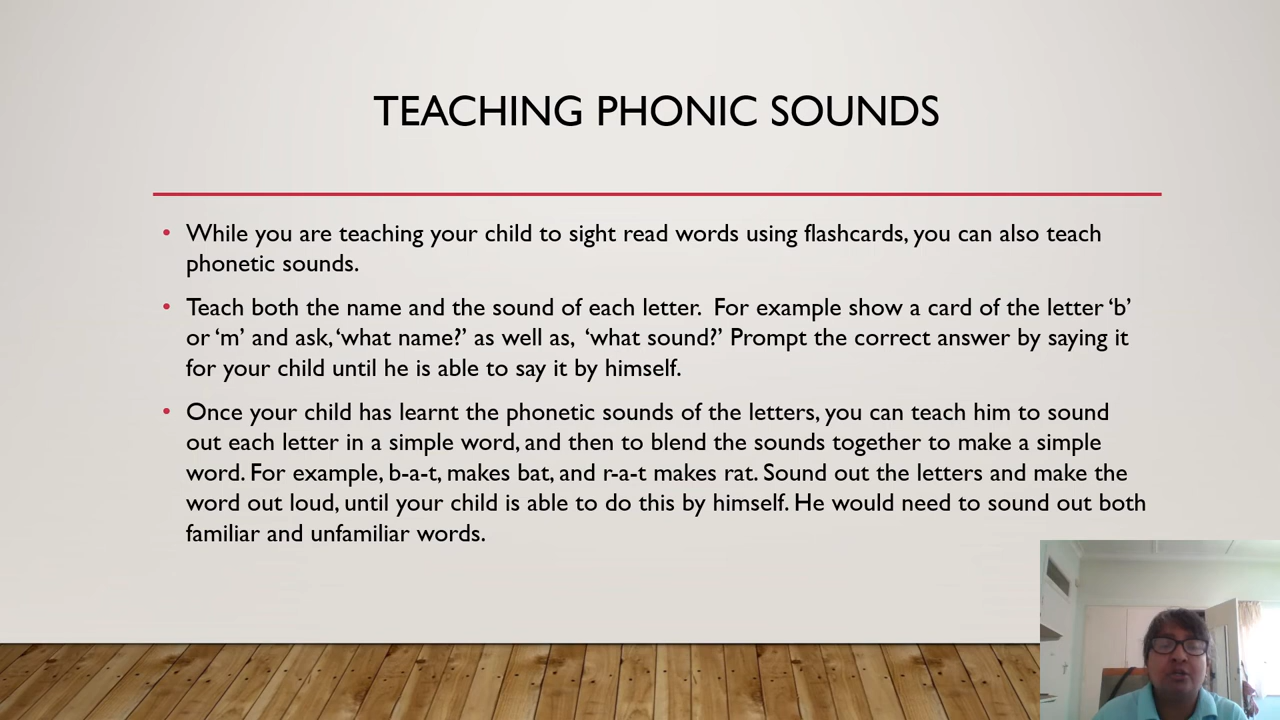 TEACHING PHONIC SOUNDS
• While you are teaching your child to sight read words using flashcards, you can also teach
phonetic sounds.
• Teach both the name and the sound of each letter.  For example show a card of the letter ‘b’
or ‘m’ and ask, ‘what name?’ as well as,  ‘what sound?’ Prompt the correct answer by saying it
for your child until he is able to say it by himself.
• Once your child has learnt the phonetic sounds of the letters, you can teach him to sound
out each letter in a simple word, and then to blend the sounds together to make a simple
word. For example, b-a-t, makes bat, and r-a-t makes rat. Sound out the letters and make the
word out loud, until your child is able to do this by himself. He would need to sound out both
familiar and unfamiliar words.